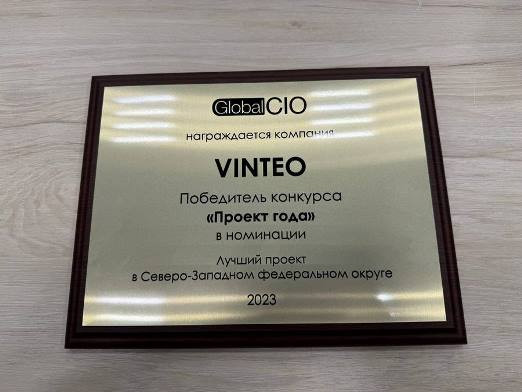 GlobalCIO
награждается компания
VINTEO
Победитель конкурса
«Проект года»
в номинации
Лучший проект
в Северо-Западном федеральном округе
2023